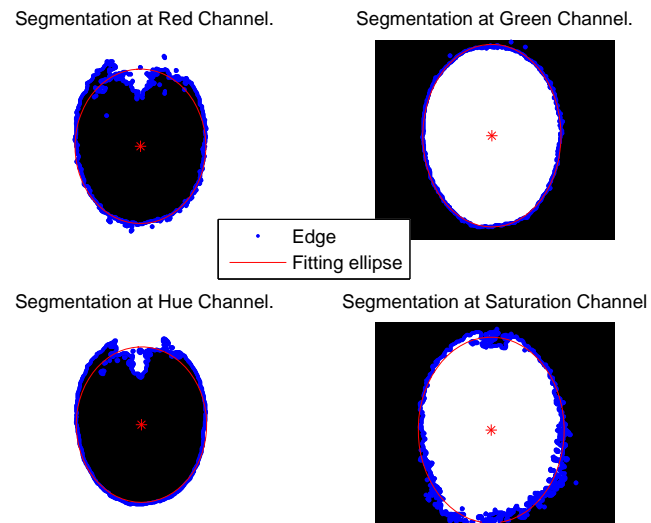 Segmentation at Red Channel.
Segmentation at Green Channel.
Edge
Fitting ellipse
Segmentation at Hue Channel.
Segmentation at Saturation Channel